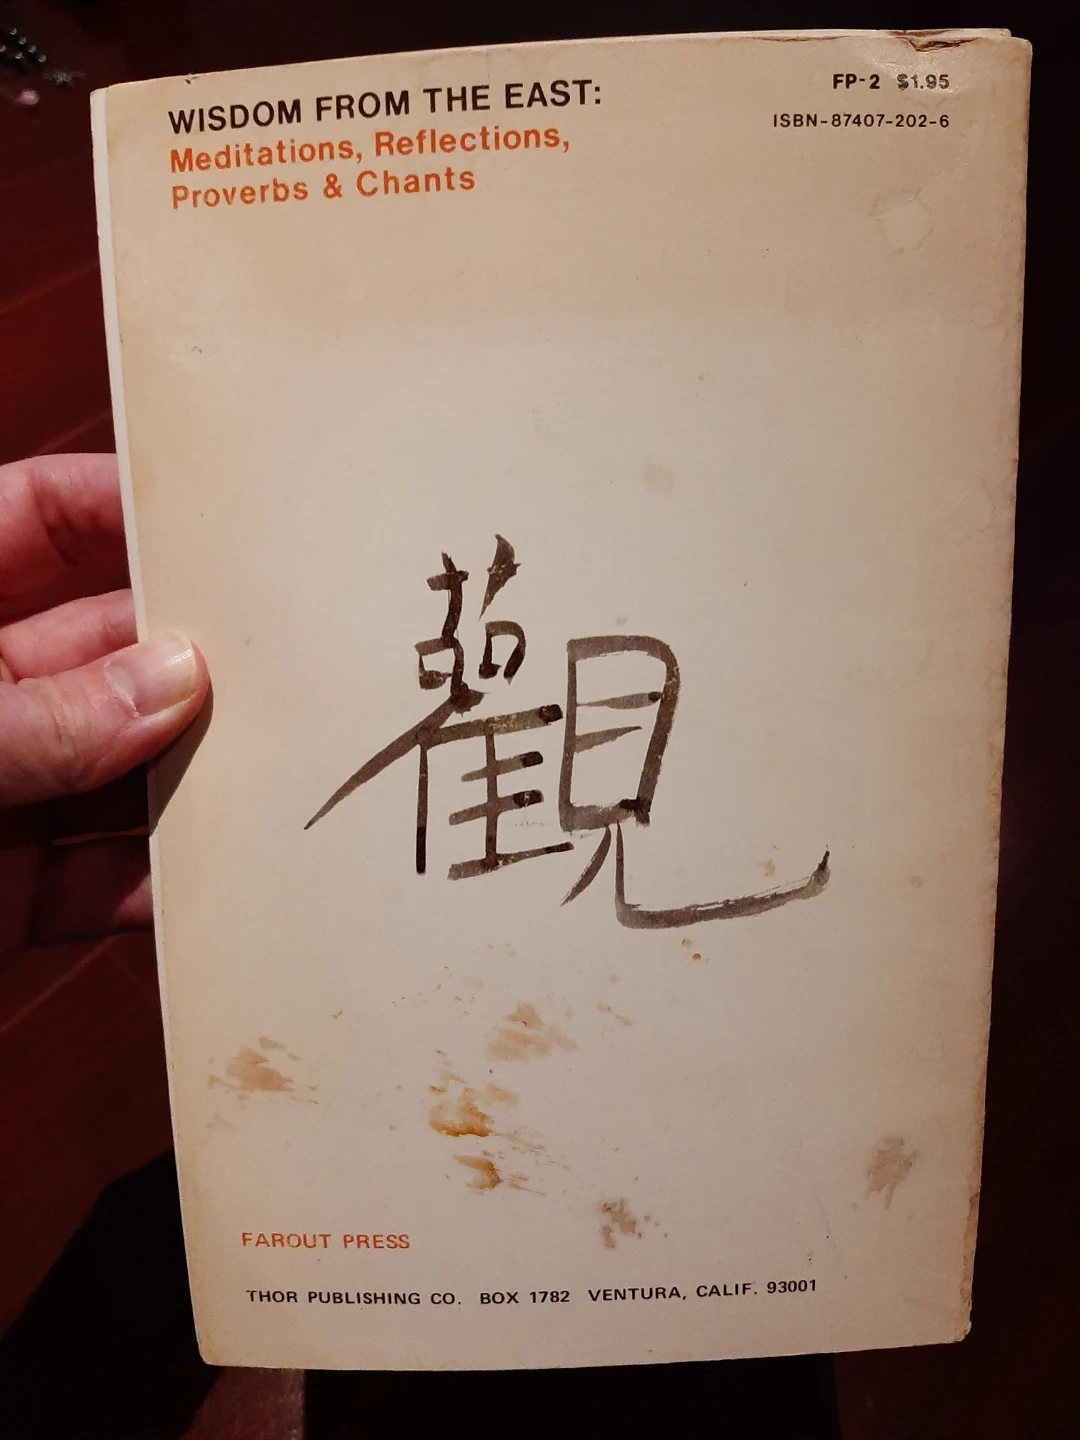 WISDOM FROM THE EAST:
Meditations, Reflections,
Proverbs & Chants
FP-2 $1.95
ISBN-87407-202-6
觀
FAROUT PRESS
THOR PUBLISHING CO. BOX 1782 VENTURA, CALIF. 93001